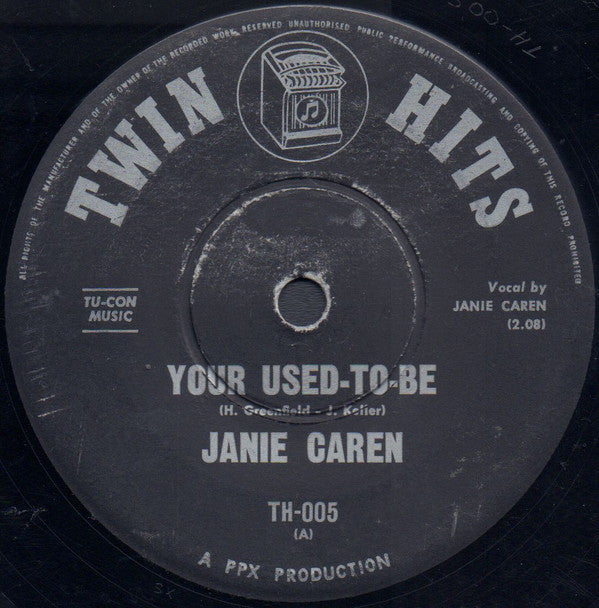 ALL RIGHTS OF THE MANUFACTURER AND OF THE OWNER OF THE RECORDED WORK RESERVED UNAUTHORISED PUBLIC PERFORMANCE BROADCASTING AND COPYING OF THIS RECORD PROHIBITED
TWIN HITS
TU-CON
MUSIC
Vocal by
JANIE CAREN
(2.08)
YOUR USED-TO-BE
(H. Greenfield - J. Keller)
JANIE CAREN
TH-005
(A)
A PPX PRODUCTION